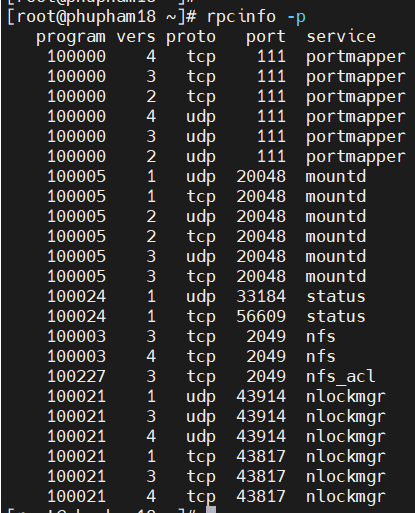 [root@phupham18 ~]#
[root@phupham18 ~]# rpcinfo -p
   program vers proto   port  service
    100000    4   tcp    111  portmapper
    100000    3   tcp    111  portmapper
    100000    2   tcp    111  portmapper
    100000    4   udp    111  portmapper
    100000    3   udp    111  portmapper
    100000    2   udp    111  portmapper
    100005    1   udp  20048  mountd
    100005    1   tcp  20048  mountd
    100005    2   udp  20048  mountd
    100005    2   tcp  20048  mountd
    100005    3   udp  20048  mountd
    100005    3   tcp  20048  mountd
    100024    1   udp  33184  status
    100024    1   tcp  56609  status
    100003    3   tcp   2049  nfs
    100003    4   tcp   2049  nfs
    100227    3   tcp   2049  nfs_acl
    100021    1   udp  43914  nlockmgr
    100021    3   udp  43914  nlockmgr
    100021    4   udp  43914  nlockmgr
    100021    1   tcp  43817  nlockmgr
    100021    3   tcp  43817  nlockmgr
    100021    4   tcp  43817  nlockmgr
[root@phupham18 ~]#